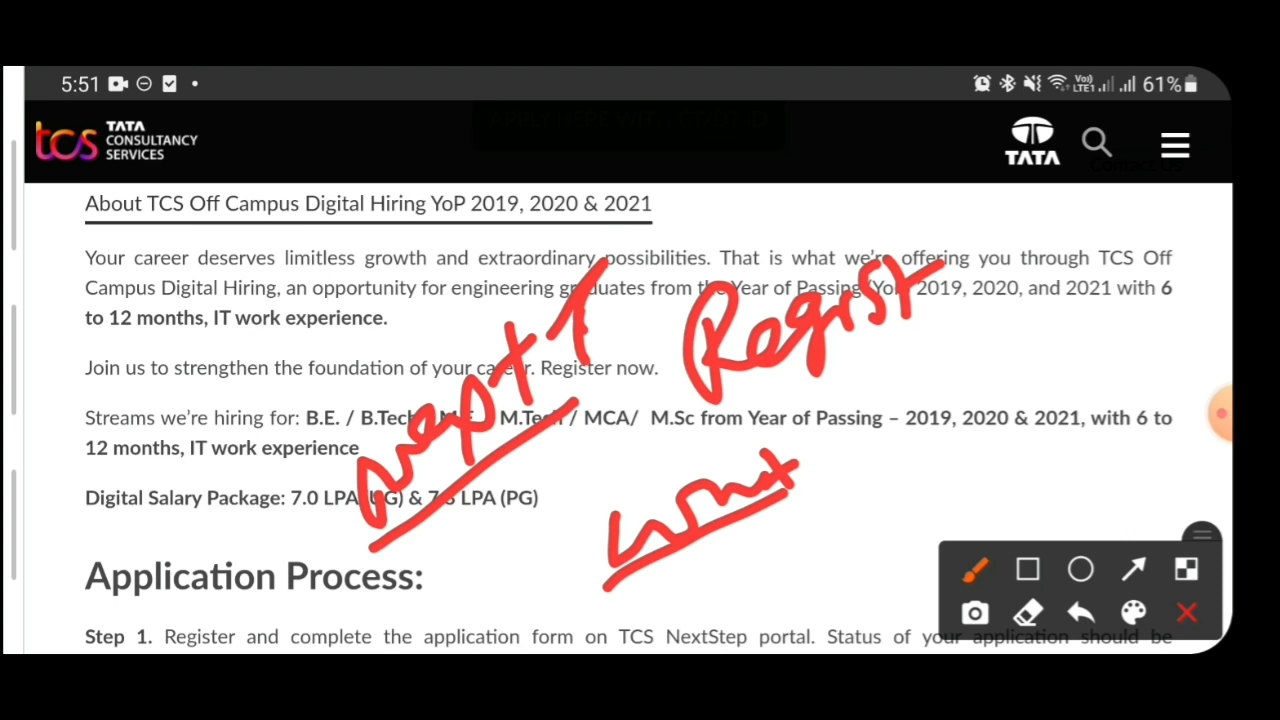 5:51
Vo)) LTE1 61%
tcs TATA CONSULTANCY SERVICES
TATA
About TCS Off Campus Digital Hiring YoP 2019, 2020 & 2021
Your career deserves limitless growth and extraordinary possibilities. That is what we're offering you through TCS Off
Campus Digital Hiring, an opportunity for engineering graduates from the Year of Passing (YoP) 2019, 2020, and 2021 with 6
to 12 months, IT work experience.
Join us to strengthen the foundation of your career. Register now.
Streams we're hiring for: B.E. / B.Tech / M.E. / M.Tech / MCA/ M.Sc from Year of Passing – 2019, 2020 & 2021, with 6 to
12 months, IT work experience
Digital Salary Package: 7.0 LPA (UG) & 7.3 LPA (PG)
Next
Regist
Application Process:
Step 1. Register and complete the application form on TCS NextStep portal. Status of your application should be